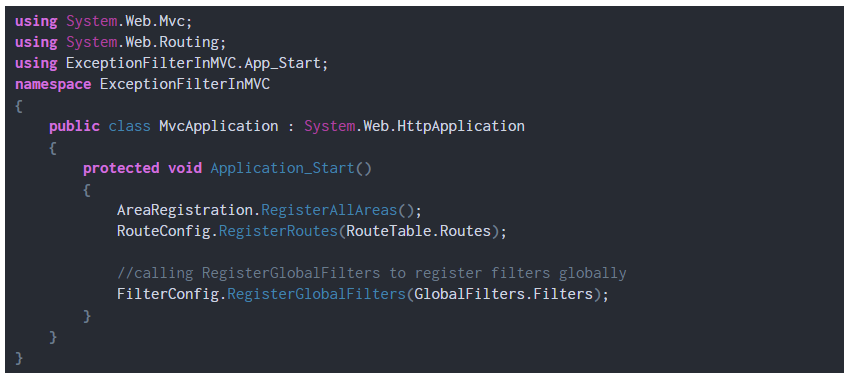 using System.Web.Mvc;
using System.Web.Routing;
using ExceptionFilterInMVC.App_Start;
namespace ExceptionFilterInMVC
{
    public class MvcApplication : System.Web.HttpApplication
    {
        protected void Application_Start()
        {
            AreaRegistration.RegisterAllAreas();
            RouteConfig.RegisterRoutes(RouteTable.Routes);

            //calling RegisterGlobalFilters to register filters globally
            FilterConfig.RegisterGlobalFilters(GlobalFilters.Filters);
        }
    }
}